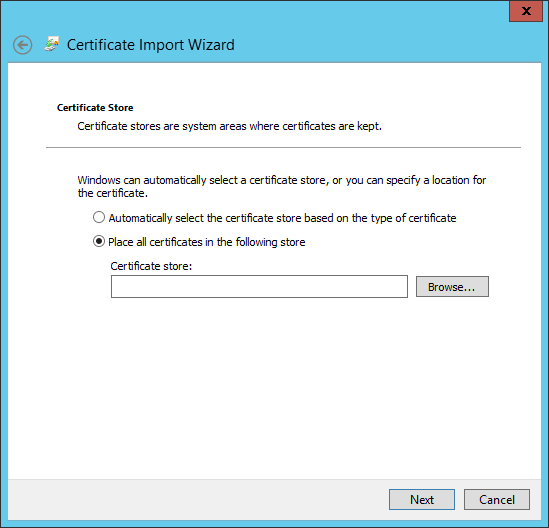 Certificate Import Wizard
Certificate Store
Certificate stores are system areas where certificates are kept.
Windows can automatically select a certificate store, or you can specify a location for
the certificate.
Automatically select the certificate store based on the type of certificate
Place all certificates in the following store
Certificate store:
Browse...
Next
Cancel